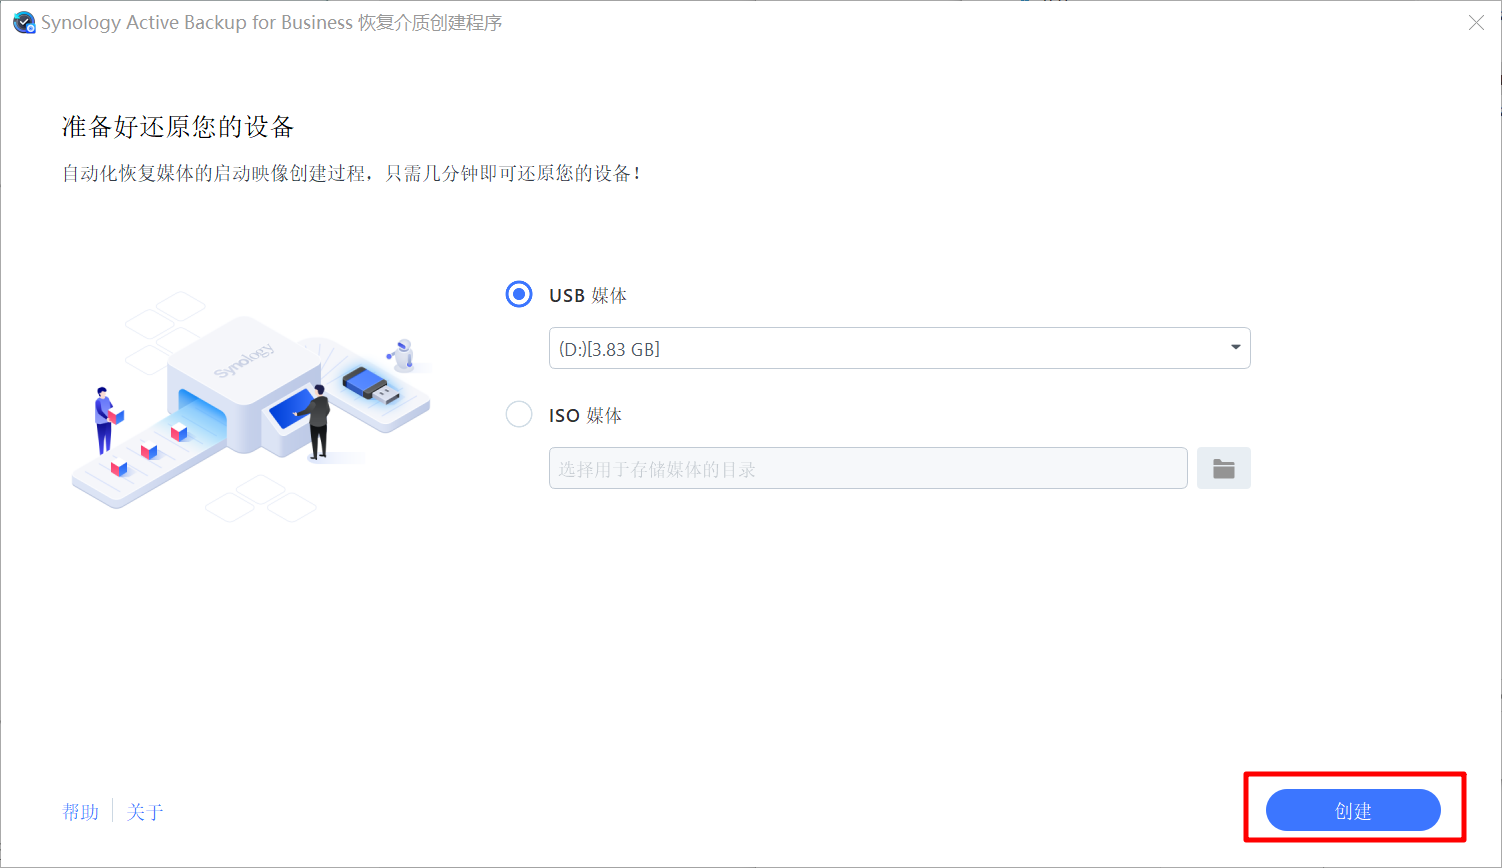 Synology Active Backup for Business 恢复介质创建程序
准备好还原您的设备
自动化恢复媒体的启动映像创建过程，只需几分钟即可还原您的设备！
Synology
USB 媒体
(D:)[3.83 GB]
ISO 媒体
选择用于存储媒体的目录
帮助
关于
创建